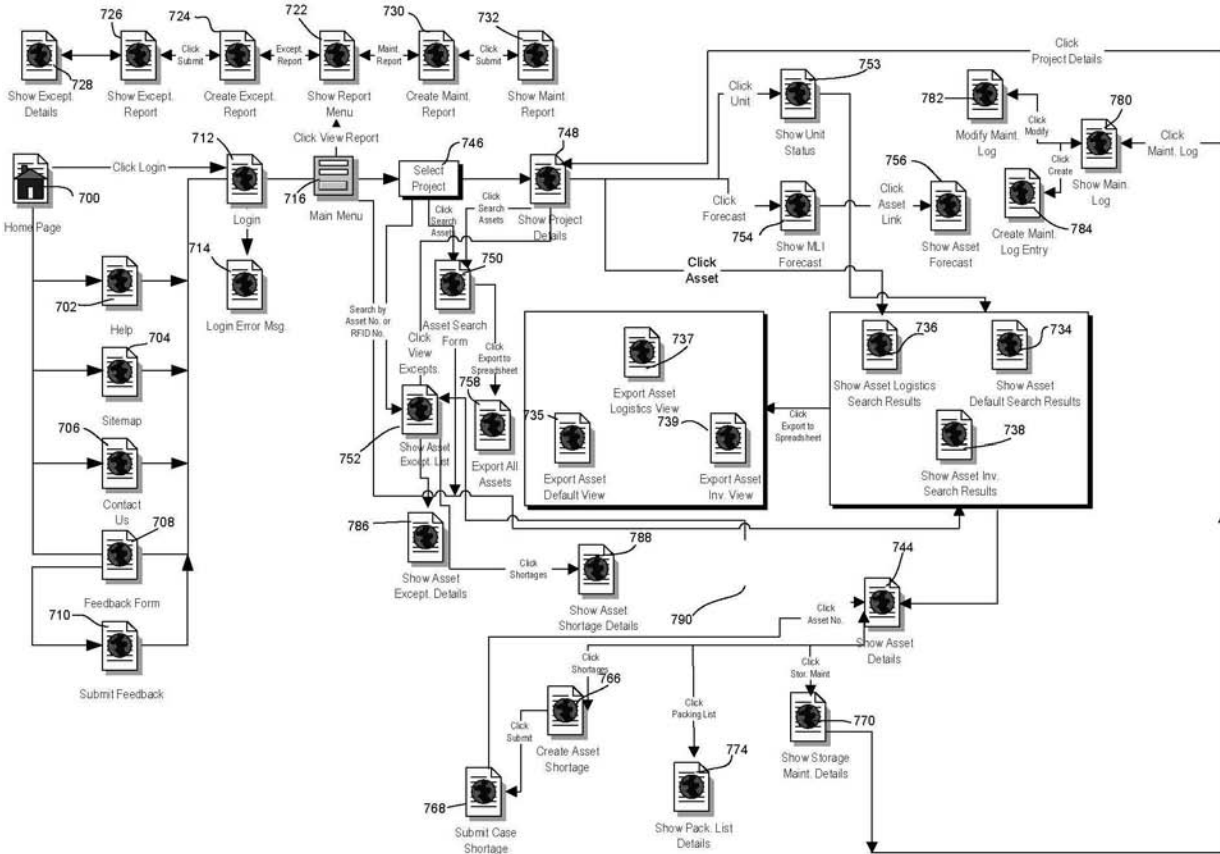 726
724
722
730
732
728
Click
Submit
Except.
Report
Maint.
Report
Click
Submit
Show Except.
Details
Show Except.
Report
Create Except.
Report
Show Report
Menu
Create Maint.
Report
Show Maint.
Report
Click View Report
Click
Project Details
753
Click
Unit
Show Unit
Status
782
Modify Maint.
Log
Click
Modify
780
Click
Maint. Log
Click
Create
Show Main.
Log
784
Create Maint.
Log Entry
700
Home Page
Click Login
712
Login
716
Main Menu
746
Select
Project
748
Show Project
Details
Click
Search
Assets
Click
Search
Assets
Click
Forecast
754
Show MLI
Forecast
Click
Asset
Link
756
Show Asset
Forecast
Click
Asset
714
Login Error Msg.
702
Help
704
Sitemap
706
Contact
Us
708
Feedback Form
710
Submit Feedback
750
Asset Search
Form
Search by
Asset No. or
RFID No.
Click
View
Excepts.
Click
Export to
Spreadsheet
758
Export All
Assets
752
Show Asset
Except. List
737
Export Asset
Logistics View
735
Export Asset
Default View
739
Export Asset
Inv. View
Click
Export to
Spreadsheet
736
Show Asset Logistics
Search Results
734
Show Asset
Default Search Results
738
Show Asset Inv.
Search Results
786
Show Asset
Except. Details
Click
Shortages
788
Show Asset
Shortage Details
790
744
Click
Asset No.
Show Asset
Details
Click
Shortages
766
Create Asset
Shortage
Click
Submit
768
Submit Case
Shortage
Click
Packing List
774
Show Pack. List
Details
Click
Stor. Maint
770
Show Storage
Maint. Details